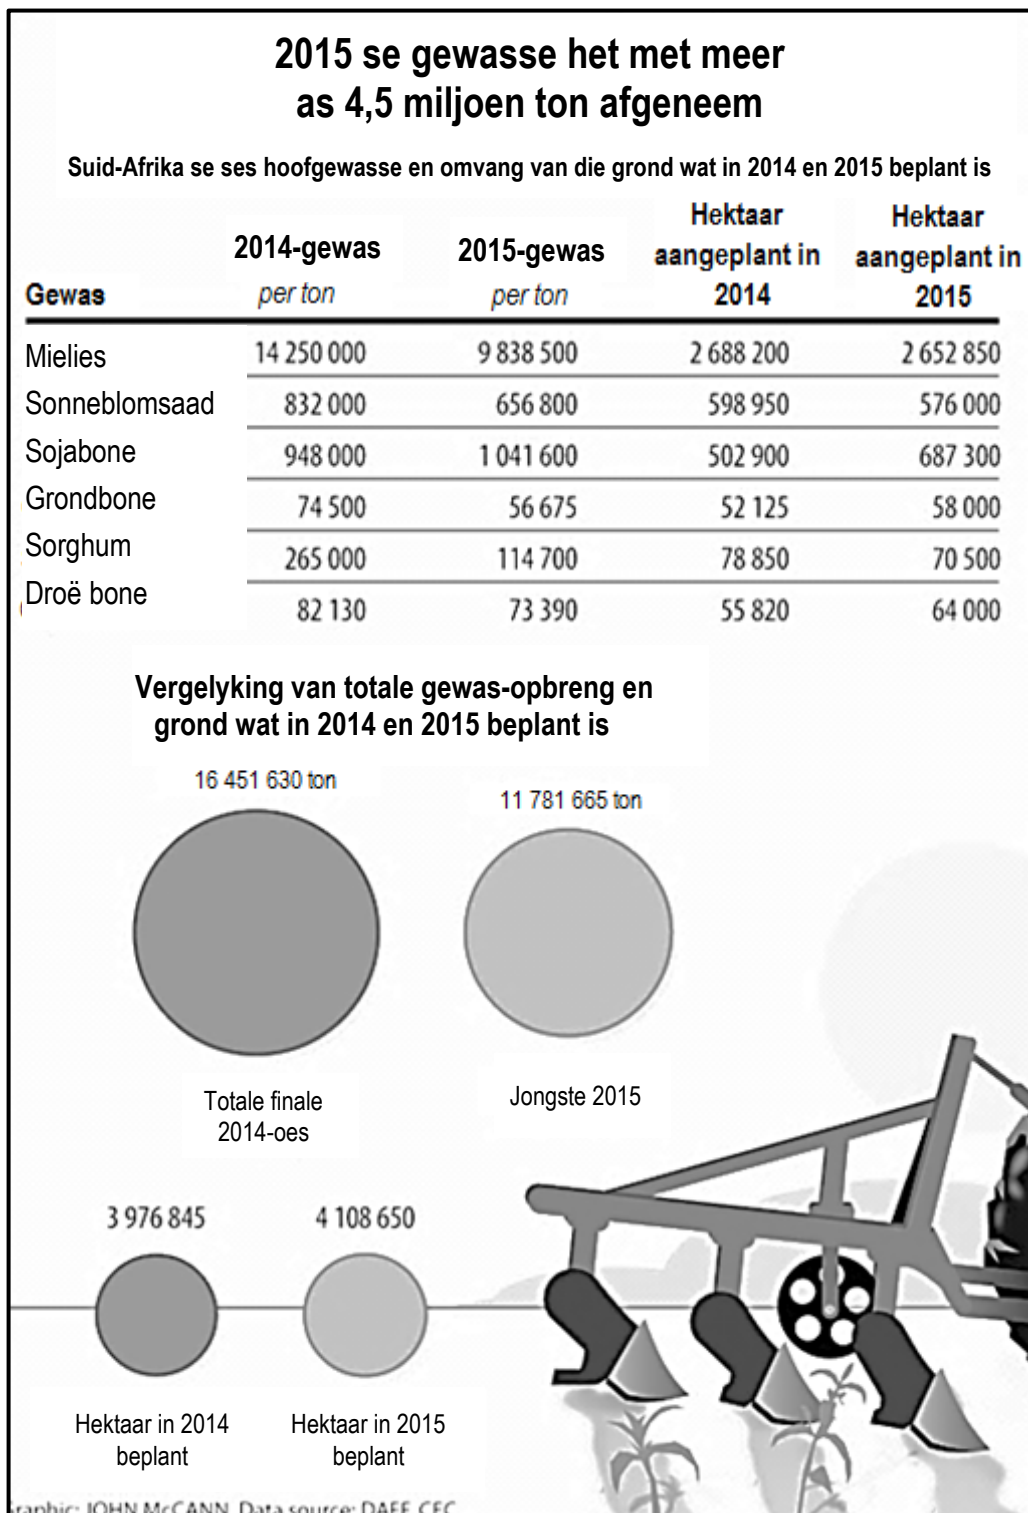 2015 se gewasse het met meer
as 4,5 miljoen ton afgeneem
Suid-Afrika se ses hoofgewasse en omvang van die grond wat in 2014 en 2015 beplant is
Gewas 2014-gewas per ton 2015-gewas per ton Hektaar aangeplant in 2014 Hektaar aangeplant in 2015
Mielies 14 250 000 9 838 500 2 688 200 2 652 850
Sonneblomsaad 832 000 656 800 598 950 576 000
Sojabone 948 000 1 041 600 502 900 687 300
Grondbone 74 500 56 675 52 125 58 000
Sorghum 265 000 114 700 78 850 70 500
Droë bone 82 130 73 390 55 820 64 000
Vergelyking van totale gewas-opbreng en
grond wat in 2014 en 2015 beplant is
16 451 630 ton
11 781 665 ton
Totale finale
2014-oes
Jongste 2015
3 976 845
4 108 650
Hektaar in 2014
beplant
Hektaar in 2015
beplant
Graphic: JOHN McCANN Data source: DAFF, CEC